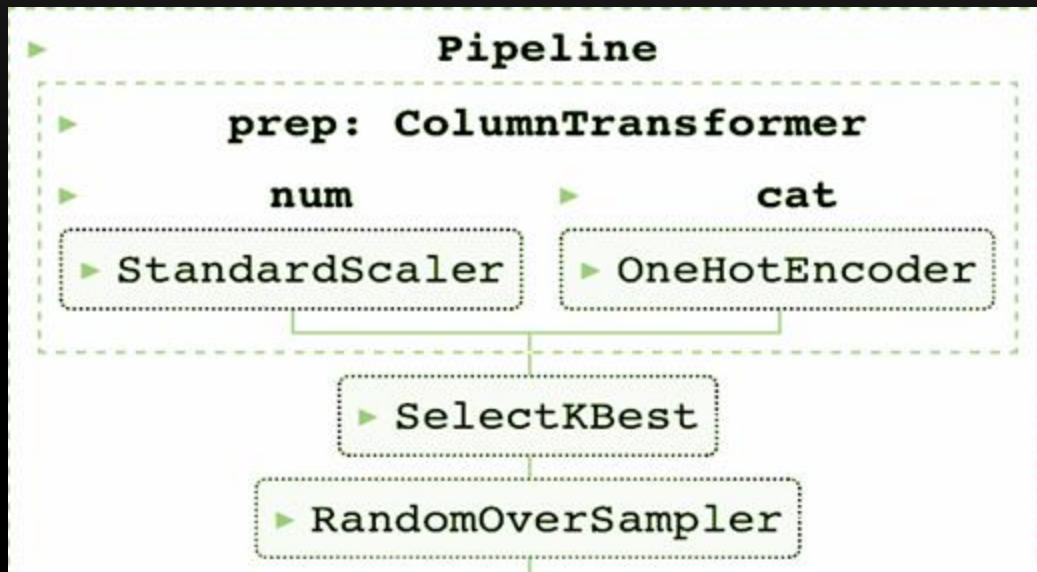 Pipeline
prep: ColumnTransformer
num cat
StandardScaler OneHotEncoder
SelectKBest
RandomOverSampler